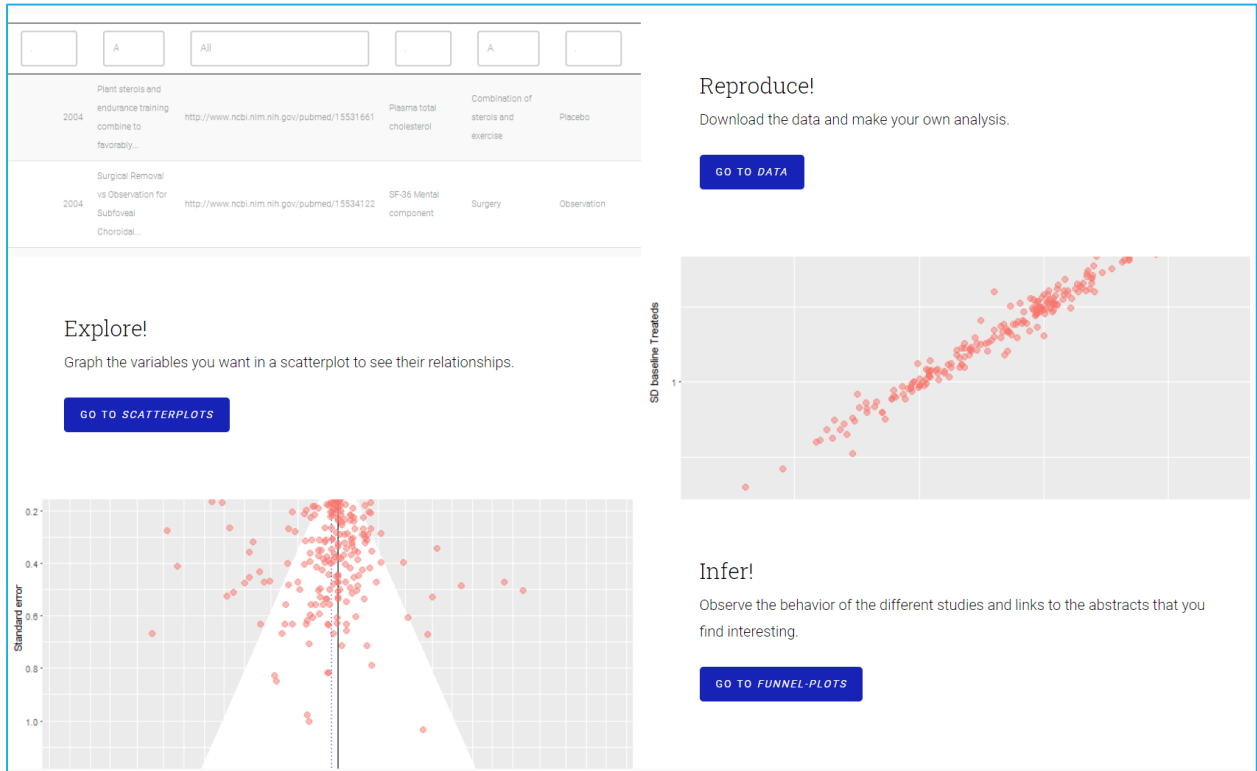 . A All . A .
2004 Plant sterols and endurance training combine to favorably... http://www.ncbi.nim.nih.gov/pubmed/15531661 Plasma total cholesterol Combination of sterols and exercise Placebo
2004 Surgical Removal vs Observation for Subfoveal Choroidal... http://www.ncbi.nim.nih.gov/pubmed/15534122 SF-36 Mental component Surgery Observation
Reproduce!
Download the data and make your own analysis.
GO TO DATA
Explore!
Graph the variables you want in a scatterplot to see their relationships.
GO TO SCATTERPLOTS
SD baseline Treateds
1
Standard error
0.2
0.4
0.6
0.8
1.0
Infer!
Observe the behavior of the different studies and links to the abstracts that you
find interesting.
GO TO FUNNEL-PLOTS